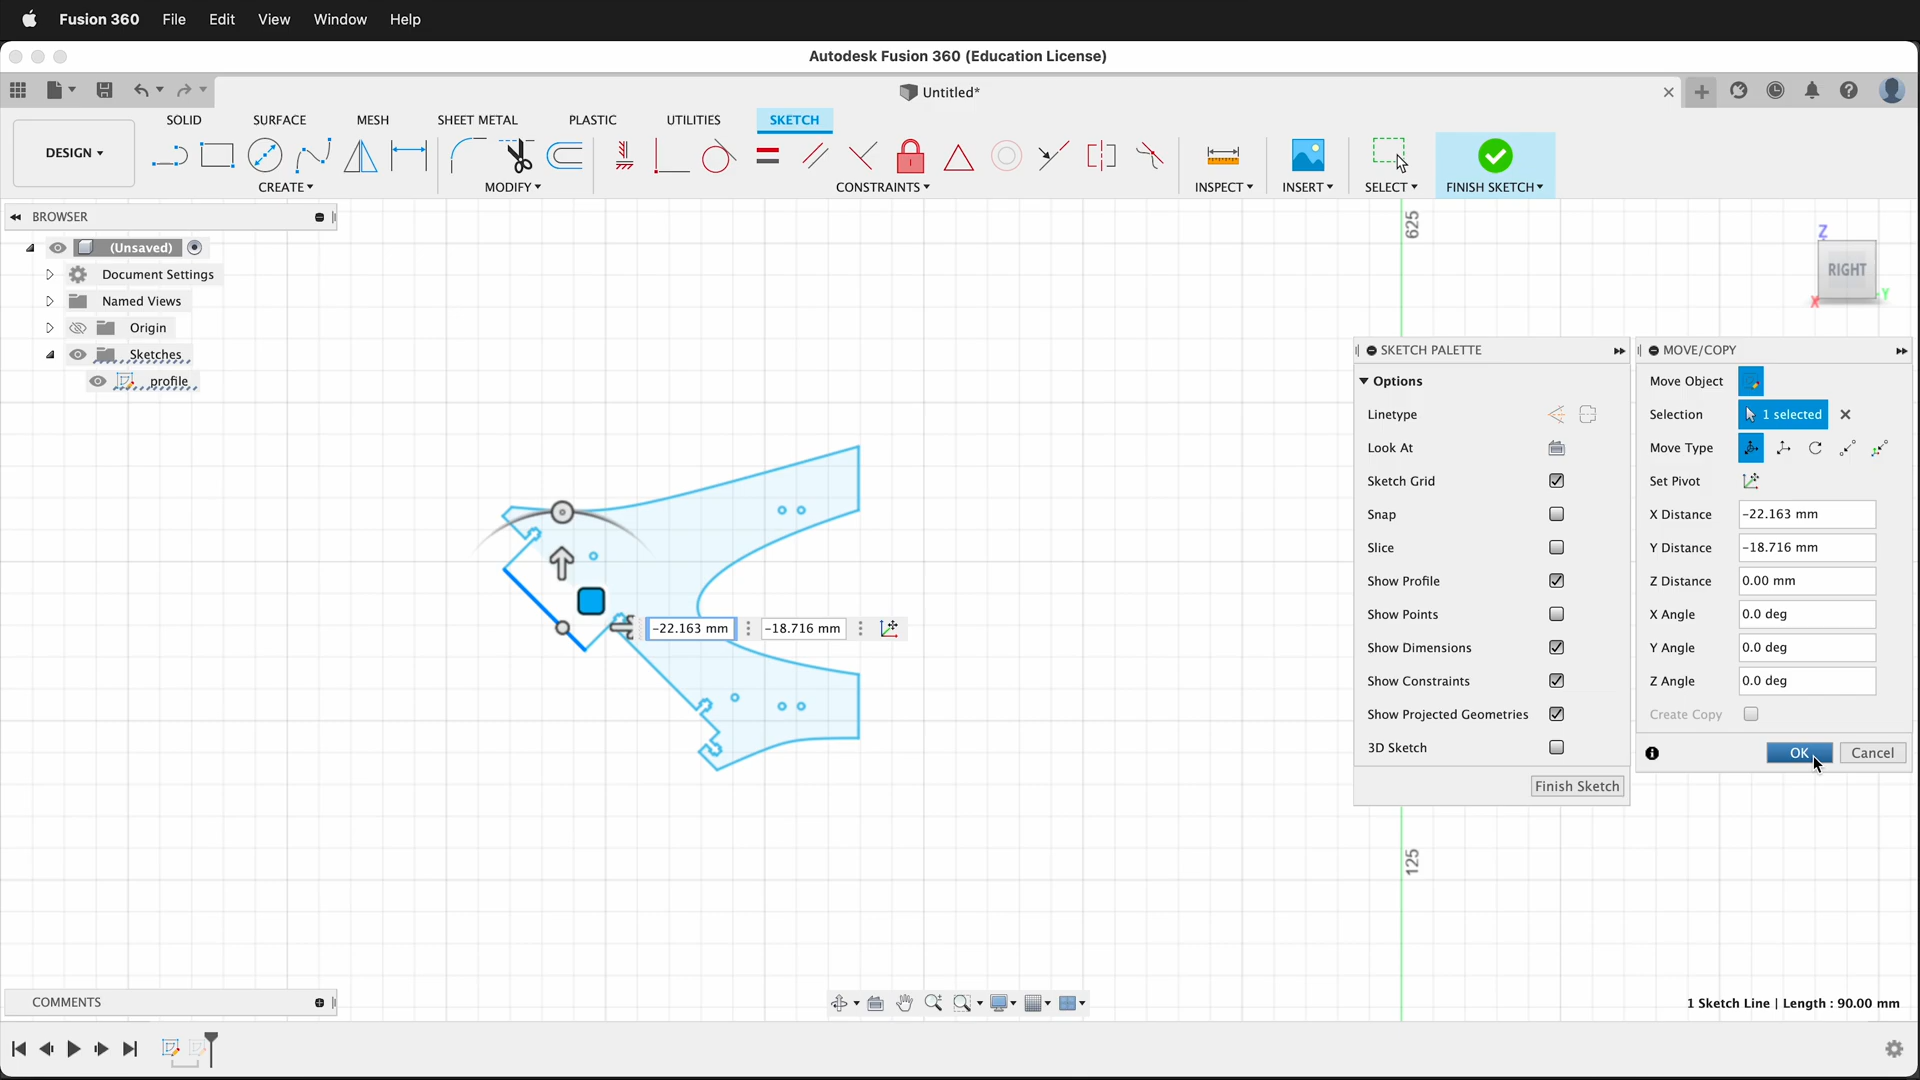 Fusion 360 File Edit View Window Help
Autodesk Fusion 360 (Education License)
Untitled*
SOLID SURFACE MESH SHEET METAL PLASTIC UTILITIES SKETCH
DESIGN
CREATE MODIFY CONSTRAINTS INSPECT INSERT SELECT FINISH SKETCH
BROWSER
(Unsaved)
Document Settings
Named Views
Origin
Sketches
profile
625
125
Z
RIGHT
X
Y
-22.163 mm
-18.716 mm
SKETCH PALETTE
Options
Linetype
Look At
Sketch Grid
Snap
Slice
Show Profile
Show Points
Show Dimensions
Show Constraints
Show Projected Geometries
3D Sketch
Finish Sketch
MOVE/COPY
Move Object
Selection 1 selected
Move Type
Set Pivot
X Distance -22.163 mm
Y Distance -18.716 mm
Z Distance 0.00 mm
X Angle 0.0 deg
Y Angle 0.0 deg
Z Angle 0.0 deg
Create Copy
OK Cancel
COMMENTS
1 Sketch Line | Length : 90.00 mm